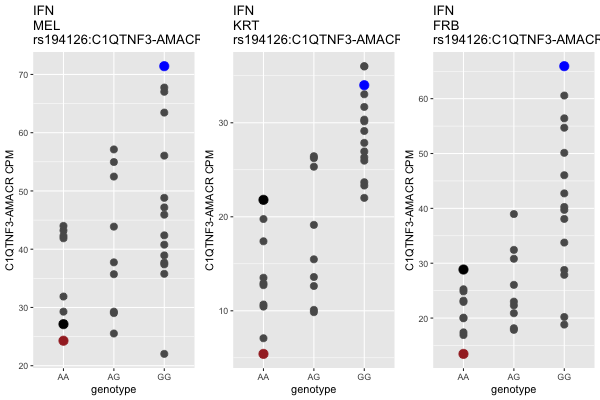 IFN
MEL
rs194126:C1QTNF3-AMACR
C1QTNF3-AMACR CPM
70
60
50
40
30
20
AA AG GG
genotype
IFN
KRT
rs194126:C1QTNF3-AMACR
C1QTNF3-AMACR CPM
30
20
10
AA AG GG
genotype
IFN
FRB
rs194126:C1QTNF3-AMACR
C1QTNF3-AMACR CPM
60
50
40
30
20
AA AG GG
genotype